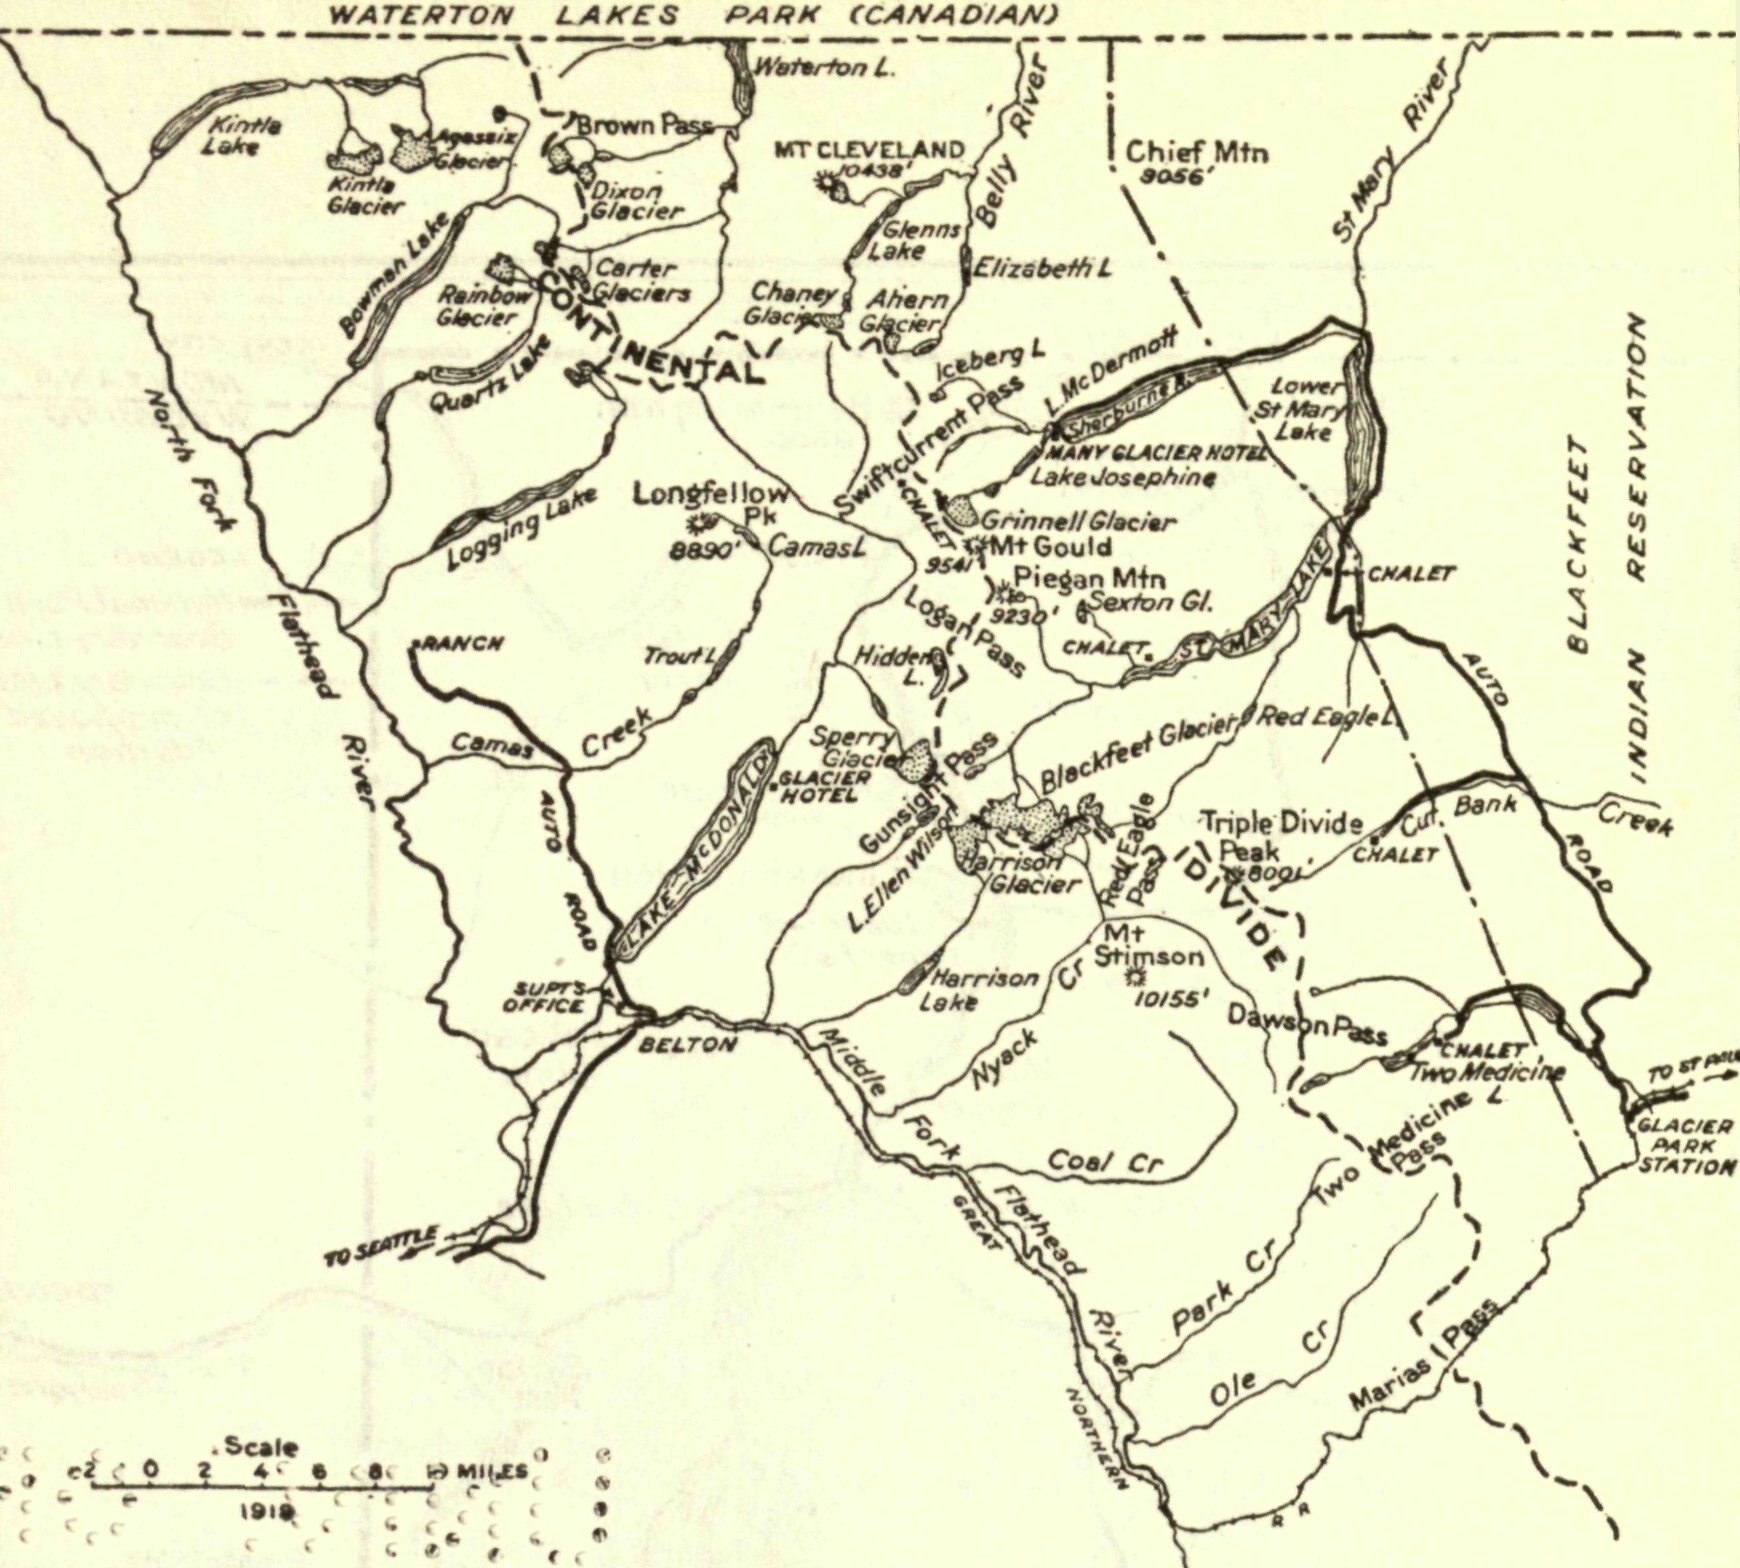 WATERTON LAKES PARK (CANADIAN)
Waterton L.
Belly River
St Mary River
Kintla
Lake
Agassiz
Glacier
Kintla
Glacier
Brown Pass
Dixon
Glacier
MT CLEVELAND
10438'
Chief Mtn
9056'
Glenns
Lake
Elizabeth L
Bowman Lake
Rainbow
Glacier
Carter
Glaciers
Chaney
Glacier
Ahern
Glacier
CONTINENTAL
Quartz Lake
Iceberg L
L. McDermott
Sherburne R.
Lower
St Mary
Lake
Swiftcurrent Pass
MANY GLACIER HOTEL
Lake Josephine
CHALET
Grinnell Glacier
Mt Gould
9541'
Piegan Mtn
9230'
Sexton Gl.
BLACKFEET
INDIAN RESERVATION
North Fork
Flathead
River
Logging Lake
Longfellow
Pk
8890'
Camas L
RANCH
Trout L
Camas Creek
Logan Pass
Hidden
L.
CHALET
ST MARY LAKE
CHALET
AUTO
ROAD
Sperry
Glacier
GLACIER
HOTEL
LAKE McDONALD
Gunsight Pass
L. Ellen Wilson
Blackfeet Glacier
Red Eagle L.
Harrison
Glacier
Red Eagle
Pass
Triple Divide
Peak
8001'
Cut Bank
Creek
CHALET
DIVIDE
AUTO
ROAD
Mt
Stimson
10155'
Harrison
Lake
SUPT'S
OFFICE
BELTON
Nyack Cr
Dawson Pass
CHALET
Two Medicine
L
TO ST PAUL
GLACIER
PARK
STATION
Middle
Fork
Flathead
River
Coal Cr
Two Medicine
Pass
TO SEATTLE
GREAT
NORTHERN
R R
Park Cr
Ole Cr
Marias Pass
Scale
2 0 2 4 6 8 10 MILES